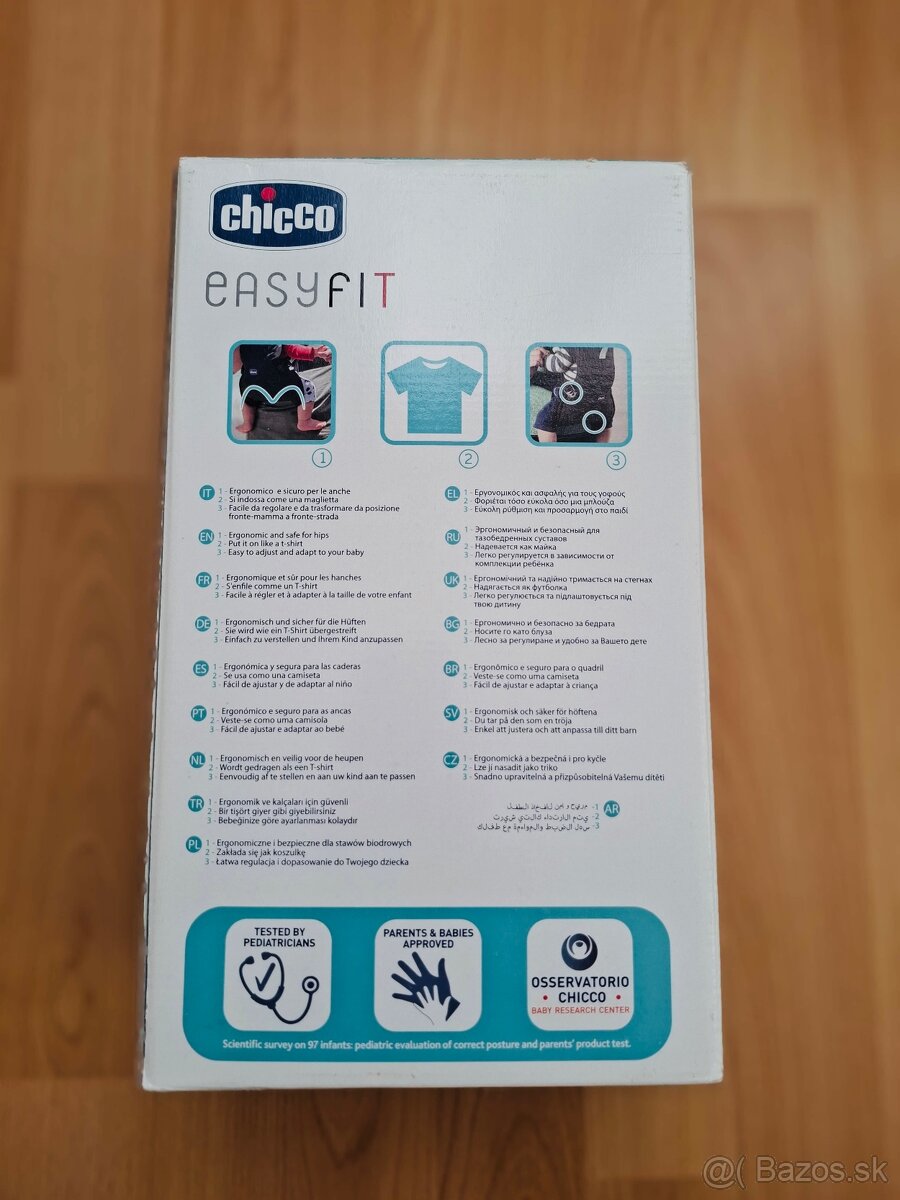 chicco
easyfit
1
2
3
IT 1 - Ergonomico e sicuro per le anche
2 - Si indossa come una maglietta
3 - Facile da regolare e da trasformare da posizione
fronte-mamma a fronte-strada
EN 1 - Ergonomic and safe for hips
2 - Put it on like a t-shirt
3 - Easy to adjust and adapt to your baby
FR 1 - Ergonomique et sûr pour les hanches
2 - S'enfile comme un T-shirt
3 - Facile à régler et à adapter à la taille de votre enfant
DE 1 - Ergonomisch und sicher für die Hüften
2 - Sie wird wie ein T-Shirt übergestreift
3 - Einfach zu verstellen und Ihrem Kind anzupassen
ES 1 - Ergonómica y segura para las caderas
2 - Se usa como una camiseta
3 - Fácil de ajustar y de adaptar al niño
PT 1 - Ergonómico e seguro para as ancas
2 - Veste-se como uma camisola
3 - Fácil de ajustar e adaptar ao bebé
NL 1 - Ergonomisch en veilig voor de heupen
2 - Wordt gedragen als een T-shirt
3 - Eenvoudig af te stellen en aan uw kind aan te passen
TR 1 - Ergonomik ve kalçaları için güvenli
2 - Bir tişört giyer gibi giyebilirsiniz
3 - Bebeğinize göre ayarlanması kolaydır
PL 1 - Ergonomiczne i bezpieczne dla stawów biodrowych
2 - Zakłada się jak koszulkę
3 - Łatwa regulacja i dopasowanie do Twojego dziecka
EL 1 - Εργονομικός και ασφαλής για τους γοφούς
2 - Φοριέται τόσο εύκολα όσο μια μπλούζα
3 - Εύκολη ρύθμιση και προσαρμογή στο παιδί
RU 1 - Эргономичный и безопасный для
тазобедренных суставов
2 - Надевается как майка
3 - Легко регулируется в зависимости от
комплекции ребёнка
UK 1 - Ергономічний та надійно тримається на стегнах
2 - Надягається як футболка
3 - Легко регулюється та підлаштовується під
твою дитину
BG 1 - Ергономично и безопасно за бедрата
2 - Носите го като блуза
3 - Лесно за регулиране и удобно за Вашето дете
BR 1 - Ergonômico e seguro para o quadril
2 - Veste-se como uma camiseta
3 - Fácil de ajustar e adaptar à criança
SV 1 - Ergonomisk och säker för höftena
2 - Du tar på den som en tröja
3 - Enkel att justera och att anpassa till ditt barn
CZ 1 - Ergonomická a bezpečná i pro kyčle
2 - Lze ji nasadit jako triko
3 - Snadno upravitelná a přizpůsobitelná Vašemu dítěti
AR
TESTED BY
PEDIATRICIANS
PARENTS & BABIES
APPROVED
OSSERVATORIO
• CHICCO •
BABY RESEARCH CENTER
Scientific survey on 97 infants: pediatric evaluation of correct posture and parents' product test.
@( Bazos.sk